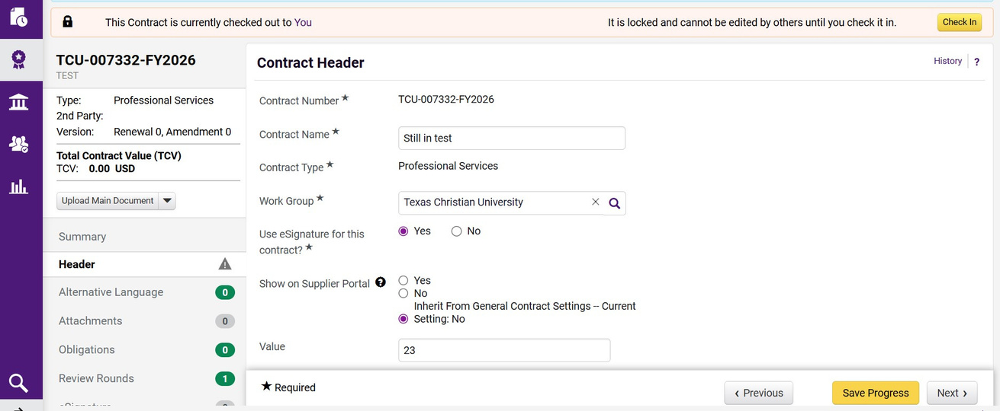 This Contract is currently checked out to You
It is locked and cannot be edited by others until you check it in.
Check In
TCU-007332-FY2026
TEST
Type: Professional Services
2nd Party:
Version: Renewal 0, Amendment 0
Total Contract Value (TCV)
TCV: 0.00 USD
Upload Main Document
Summary
Header
Alternative Language 0
Attachments 0
Obligations 0
Review Rounds 1
Contract Header
History ?
Contract Number ★ TCU-007332-FY2026
Contract Name ★ Still in test
Contract Type ★ Professional Services
Work Group ★ Texas Christian University
Use eSignature for this
contract? ★
Yes No
Show on Supplier Portal ?
Yes
No
Inherit From General Contract Settings -- Current
Setting: No
Value 23
★ Required
‹ Previous
Save Progress
Next ›